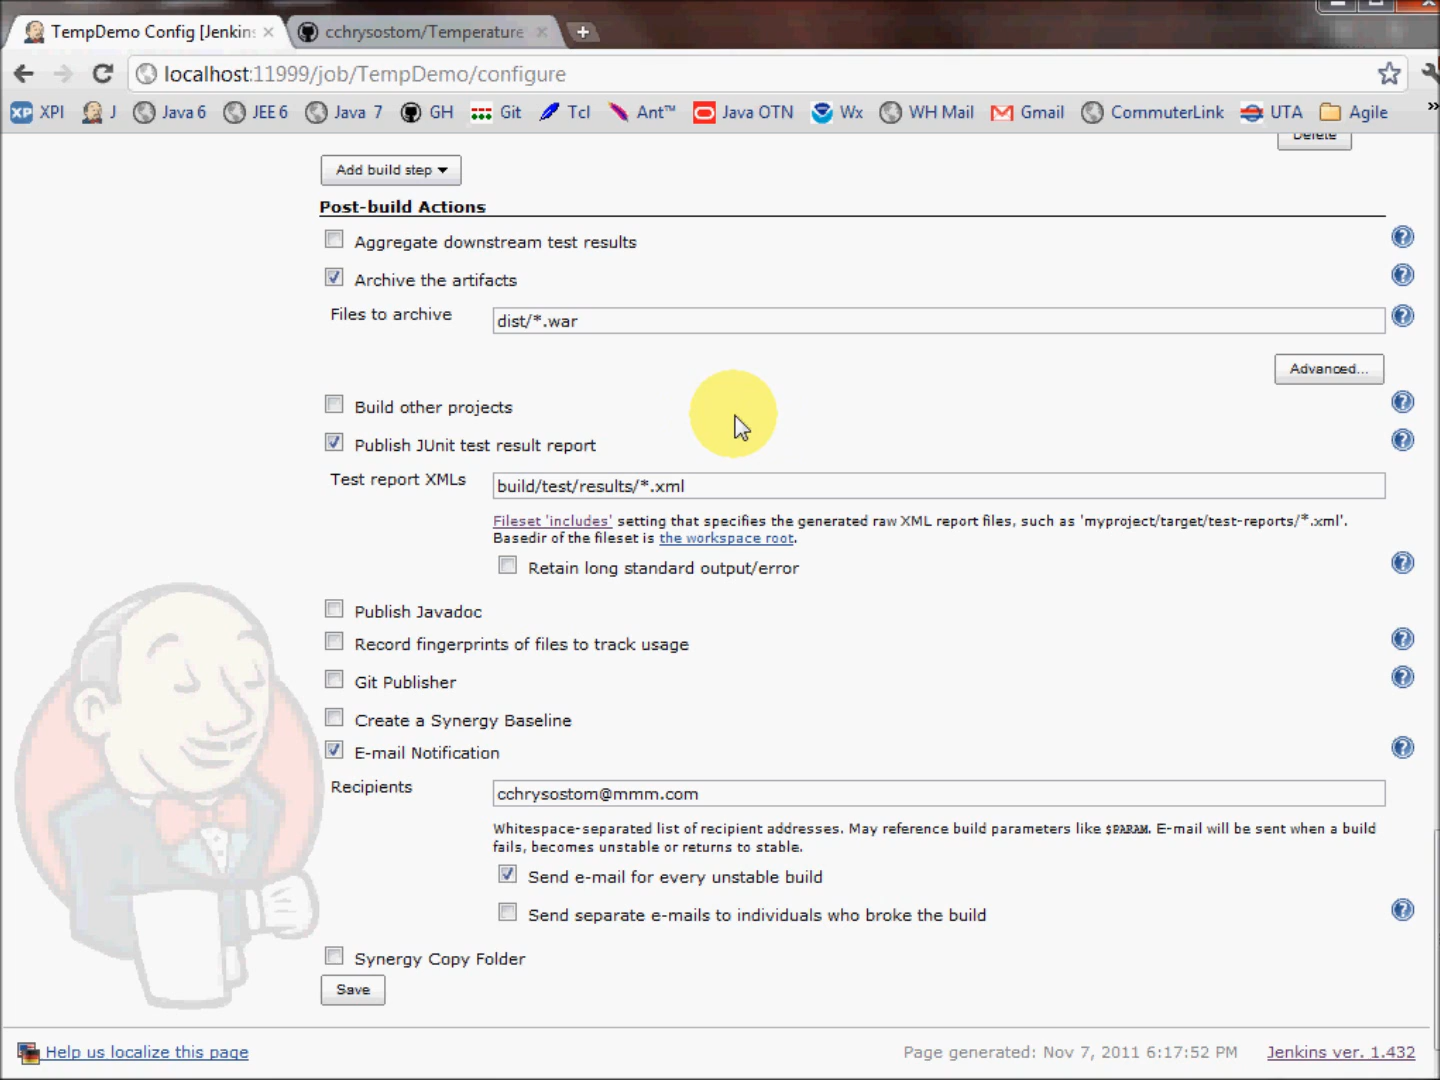 TempDemo Config [Jenkins
cchrysostom/Temperature
localhost:11999/job/TempDemo/configure
XP XPI J Java 6 JEE 6 Java 7 GH Git Tcl Ant™ Java OTN Wx WH Mail Gmail CommuterLink UTA Agile »
Delete
Add build step
Post-build Actions
Aggregate downstream test results
Archive the artifacts
Files to archive dist/*.war
Advanced...
Build other projects
Publish JUnit test result report
Test report XMLs build/test/results/*.xml
Fileset 'includes' setting that specifies the generated raw XML report files, such as 'myproject/target/test-reports/*.xml'.
Basedir of the fileset is the workspace root.
Retain long standard output/error
Publish Javadoc
Record fingerprints of files to track usage
Git Publisher
Create a Synergy Baseline
E-mail Notification
Recipients cchrysostom@mmm.com
Whitespace-separated list of recipient addresses. May reference build parameters like $PARAM. E-mail will be sent when a build
fails, becomes unstable or returns to stable.
Send e-mail for every unstable build
Send separate e-mails to individuals who broke the build
Synergy Copy Folder
Save
Help us localize this page Page generated: Nov 7, 2011 6:17:52 PM Jenkins ver. 1.432